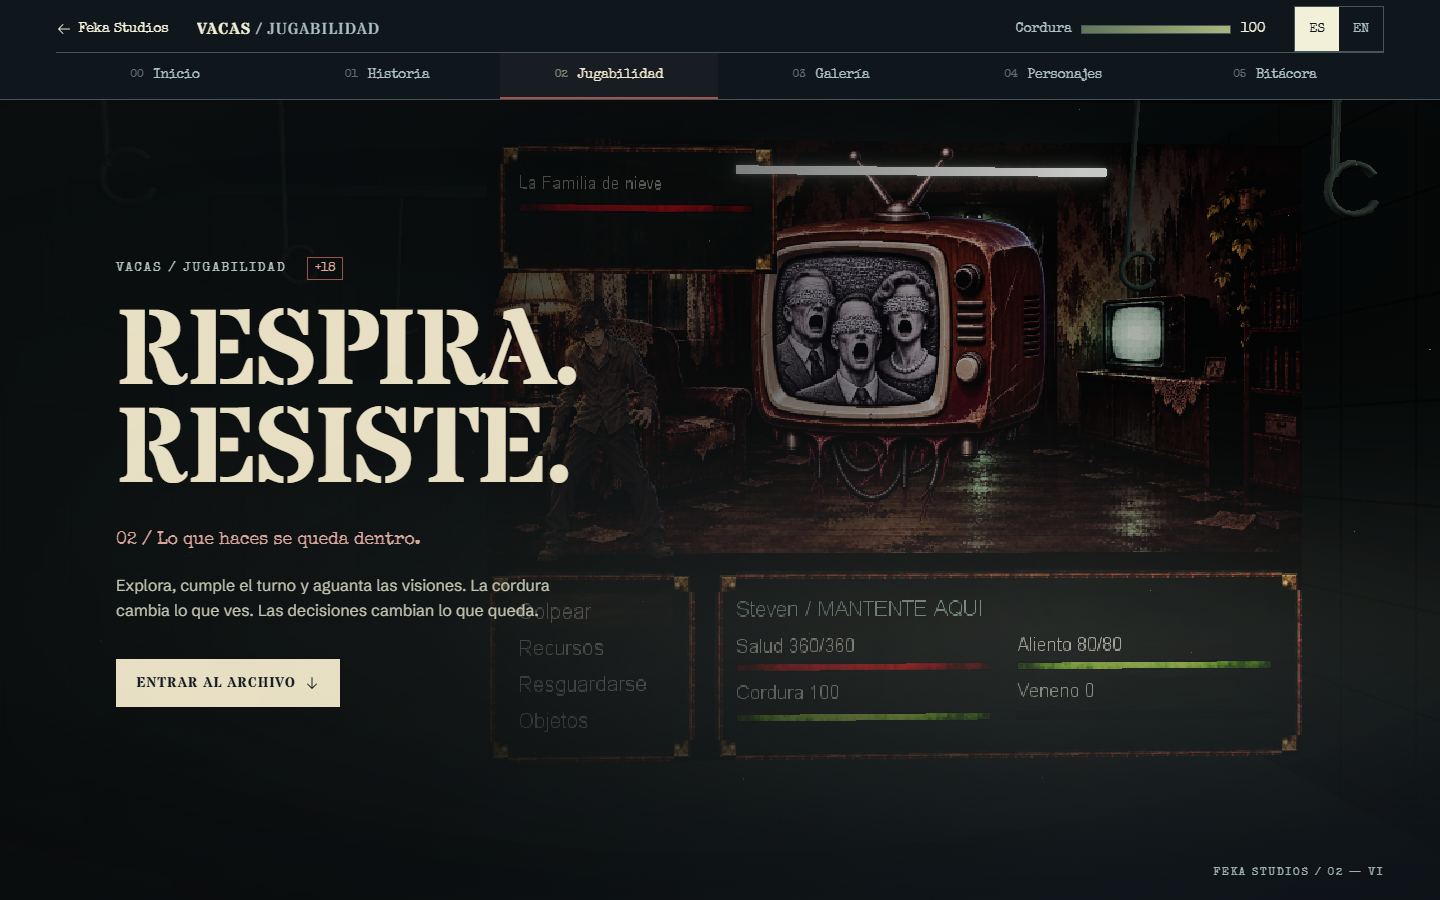 ← Feka Studios
VACAS / JUGABILIDAD
Cordura 100
ES EN
00 Inicio
01 Historia
02 Jugabilidad
03 Galería
04 Personajes
05 Bitácora
La Familia de nieve
VACAS / JUGABILIDAD +18
RESPIRA.
RESISTE.
02 / Lo que haces se queda dentro.
Explora, cumple el turno y aguanta las visiones. La cordura
cambia lo que ves. Las decisiones cambian lo que queda.
ENTRAR AL ARCHIVO ↓
Golpear
Recursos
Resguardarse
Objetos
Steven / MANTENTE AQUI
Salud 360/360
Aliento 80/80
Cordura 100
Veneno 0
FEKA STUDIOS / 02 — VI